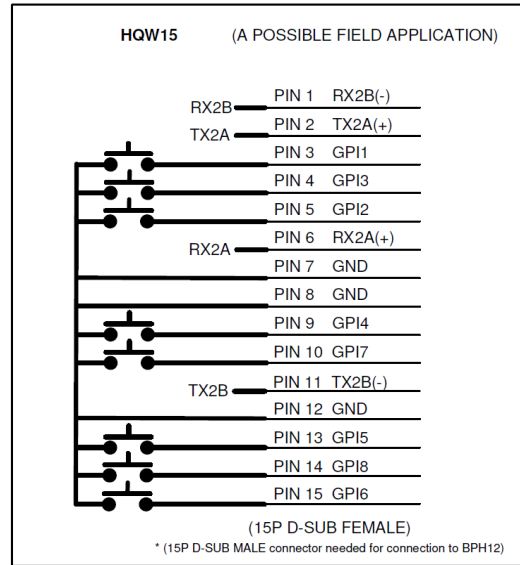 HQW15 (A POSSIBLE FIELD APPLICATION)
RX2B PIN 1 RX2B(-)
TX2A PIN 2 TX2A(+)
PIN 3 GPI1
PIN 4 GPI3
PIN 5 GPI2
RX2A PIN 6 RX2A(+)
PIN 7 GND
PIN 8 GND
PIN 9 GPI4
PIN 10 GPI7
TX2B PIN 11 TX2B(-)
PIN 12 GND
PIN 13 GPI5
PIN 14 GPI8
PIN 15 GPI6
(15P D-SUB FEMALE)
* (15P D-SUB MALE connector needed for connection to BPH12)